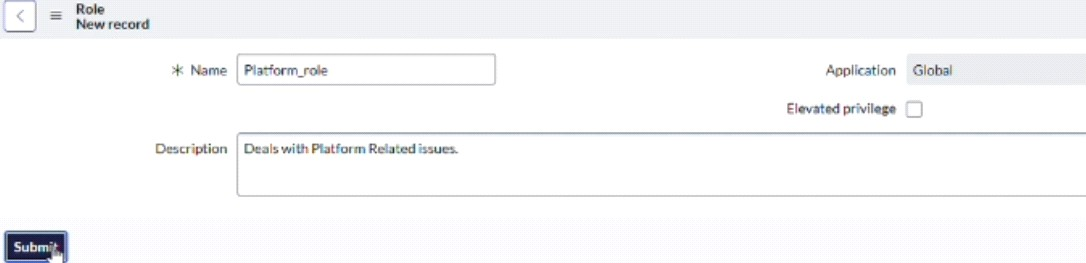 Role
New record
* Name Platform_role
Application Global
Elevated privilege
Description Deals with Platform Related issues.
Submit